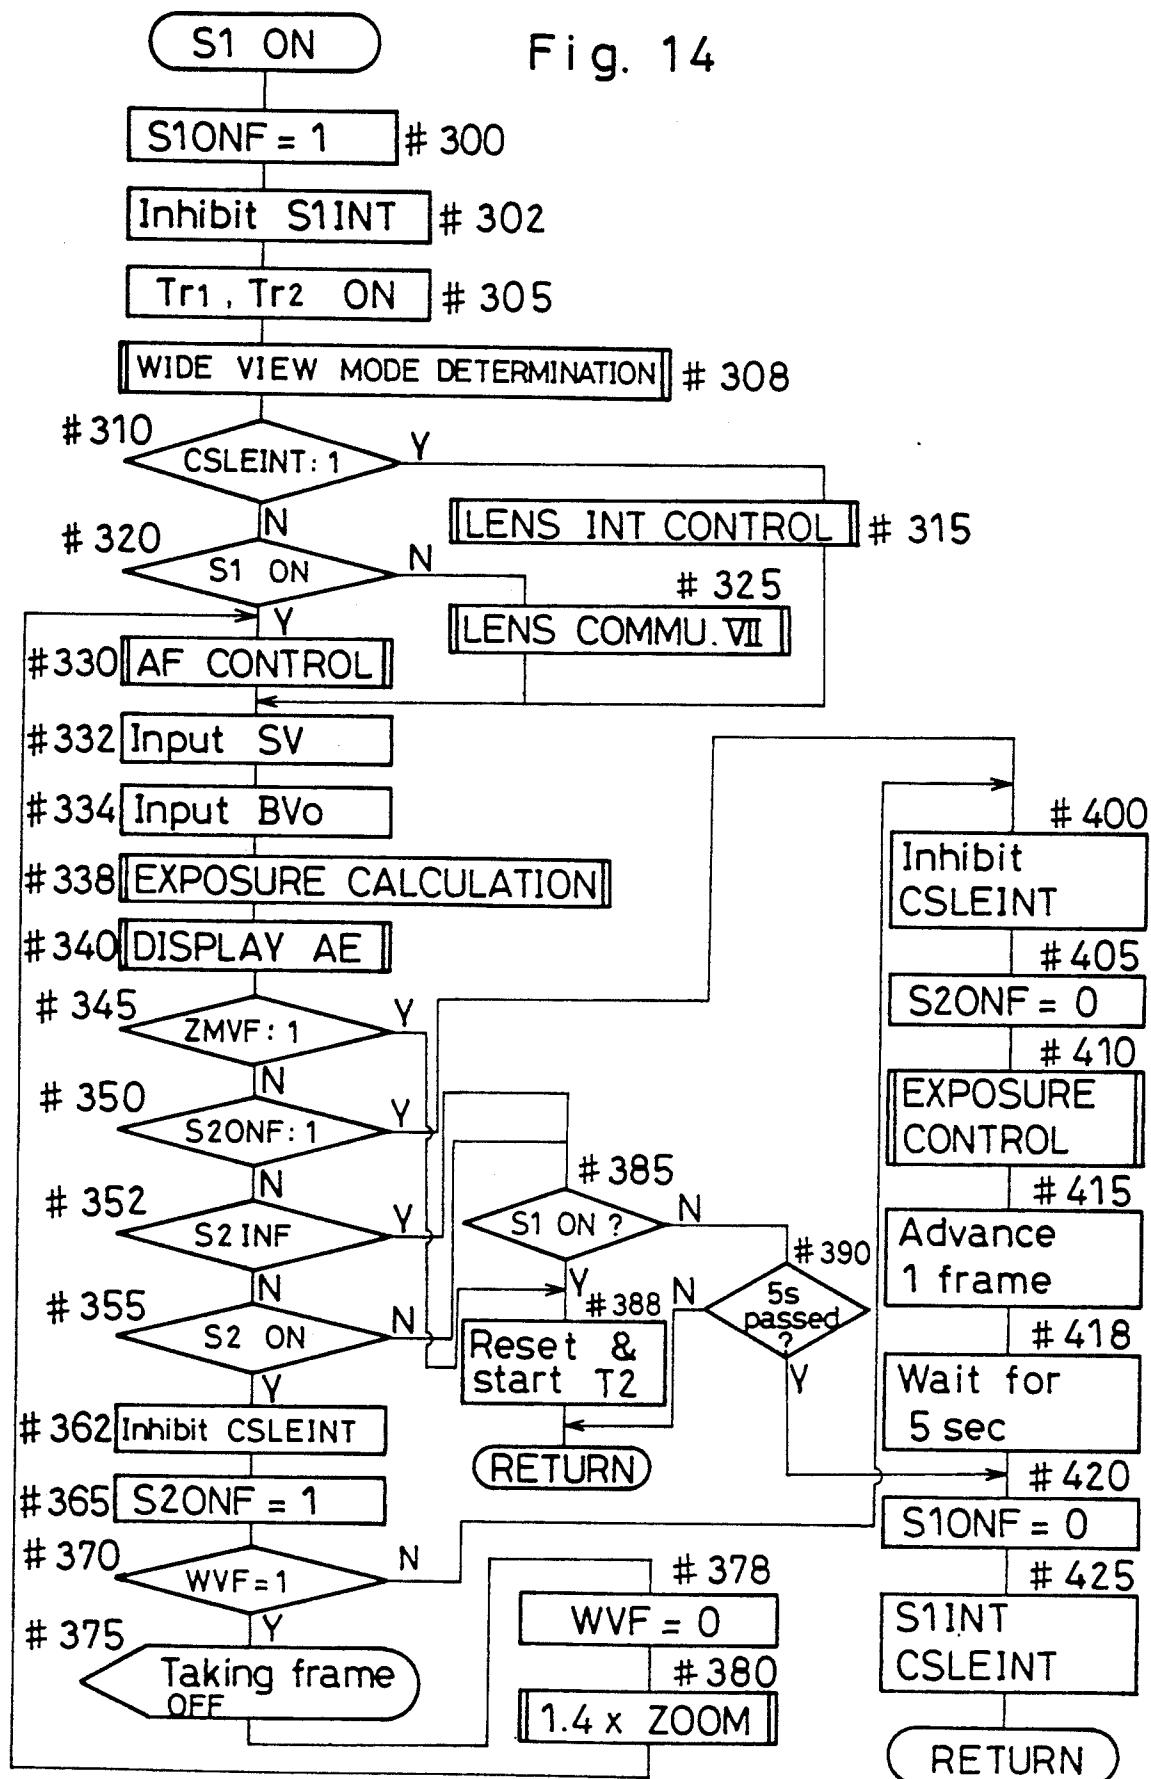 S1 ON
Fig. 14
S1ONF = 1 #300
Inhibit S1INT #302
Tr1, Tr2 ON #305
WIDE VIEW MODE DETERMINATION #308
#310
CSLEINT: 1
Y
N
LENS INT CONTROL #315
#320
S1 ON
N
Y
#325
LENS COMMU. VII
#330 AF CONTROL
#332 Input SV
#334 Input BVo
#338 EXPOSURE CALCULATION
#340 DISPLAY AE
#345
ZMVF: 1
Y
N
#350
S2ONF: 1
Y
N
#352
S2INF
Y
N
#355
S2 ON
N
Y
#362 Inhibit CSLEINT
#365 S2ONF = 1
#370
WVF=1
N
Y
#375
Taking frame
OFF
#378
WVF = 0
#380
1.4 x ZOOM
#385
S1 ON ?
N
Y
#388
Reset &
start T2
RETURN
#390
5s
passed
?
N
Y
#400
Inhibit
CSLEINT
#405
S2ONF = 0
#410
EXPOSURE
CONTROL
#415
Advance
1 frame
#418
Wait for
5 sec
#420
S1ONF = 0
#425
S1INT
CSLEINT
RETURN